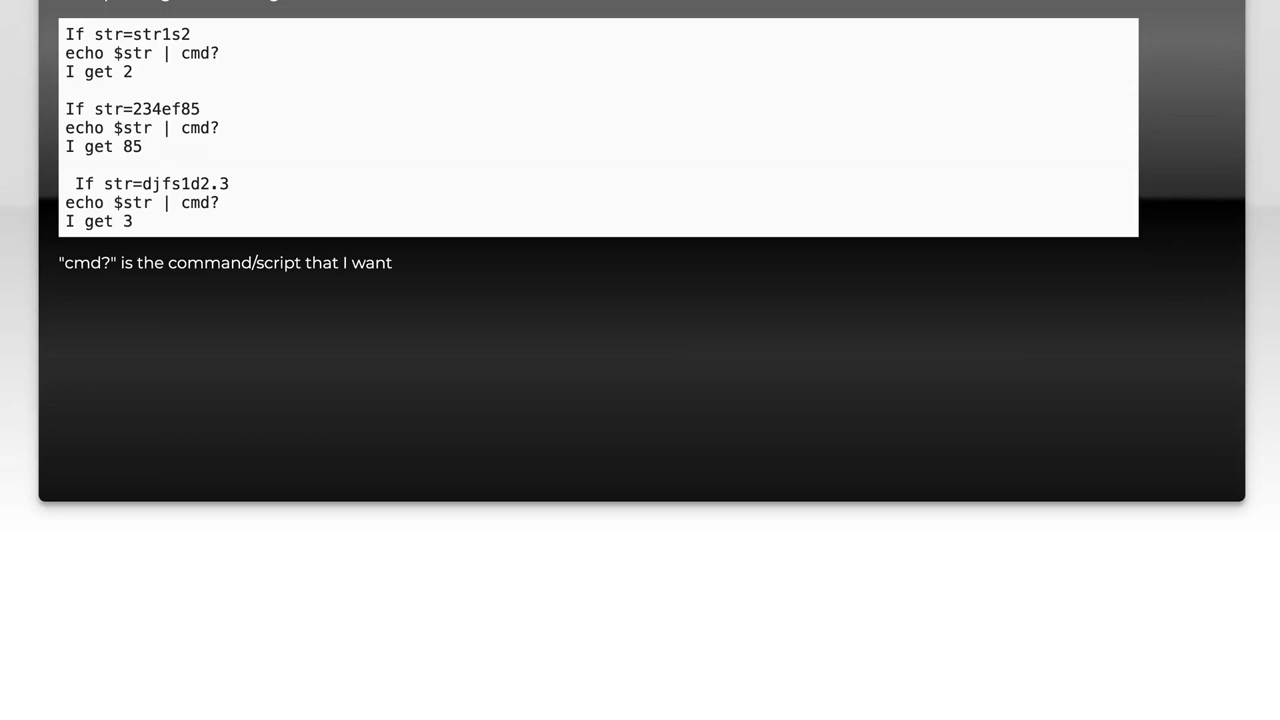 If str=str1s2
echo $str | cmd?
I get 2
If str=234ef85
echo $str | cmd?
I get 85
If str=djfs1d2.3
echo $str | cmd?
I get 3
"cmd?" is the command/script that I want